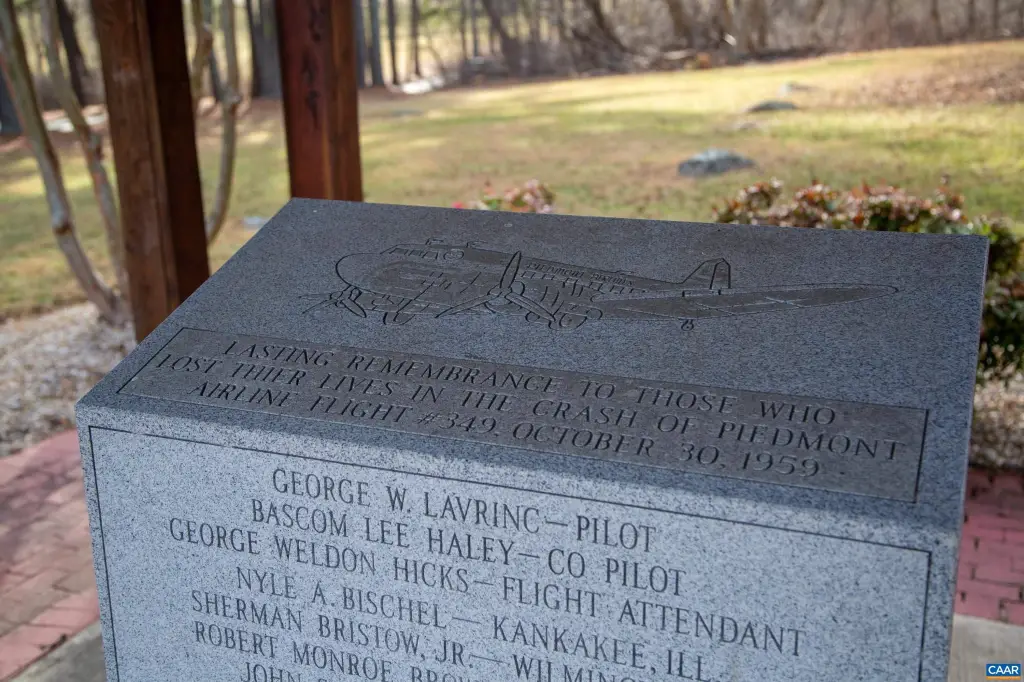 LASTING REMEMBRANCE TO THOSE WHO
LOST THIER LIVES IN THE CRASH OF PIEDMONT
AIRLINE FLIGHT #349, OCTOBER 30, 1959
GEORGE W. LAVRINC — PILOT
BASCOM LEE HALEY — CO PILOT
GEORGE WELDON HICKS — FLIGHT ATTENDANT
NYLE A. BISCHEL — KANKAKEE, ILL.
SHERMAN BRISTOW, JR. —
ROBERT MONROE
CAAR